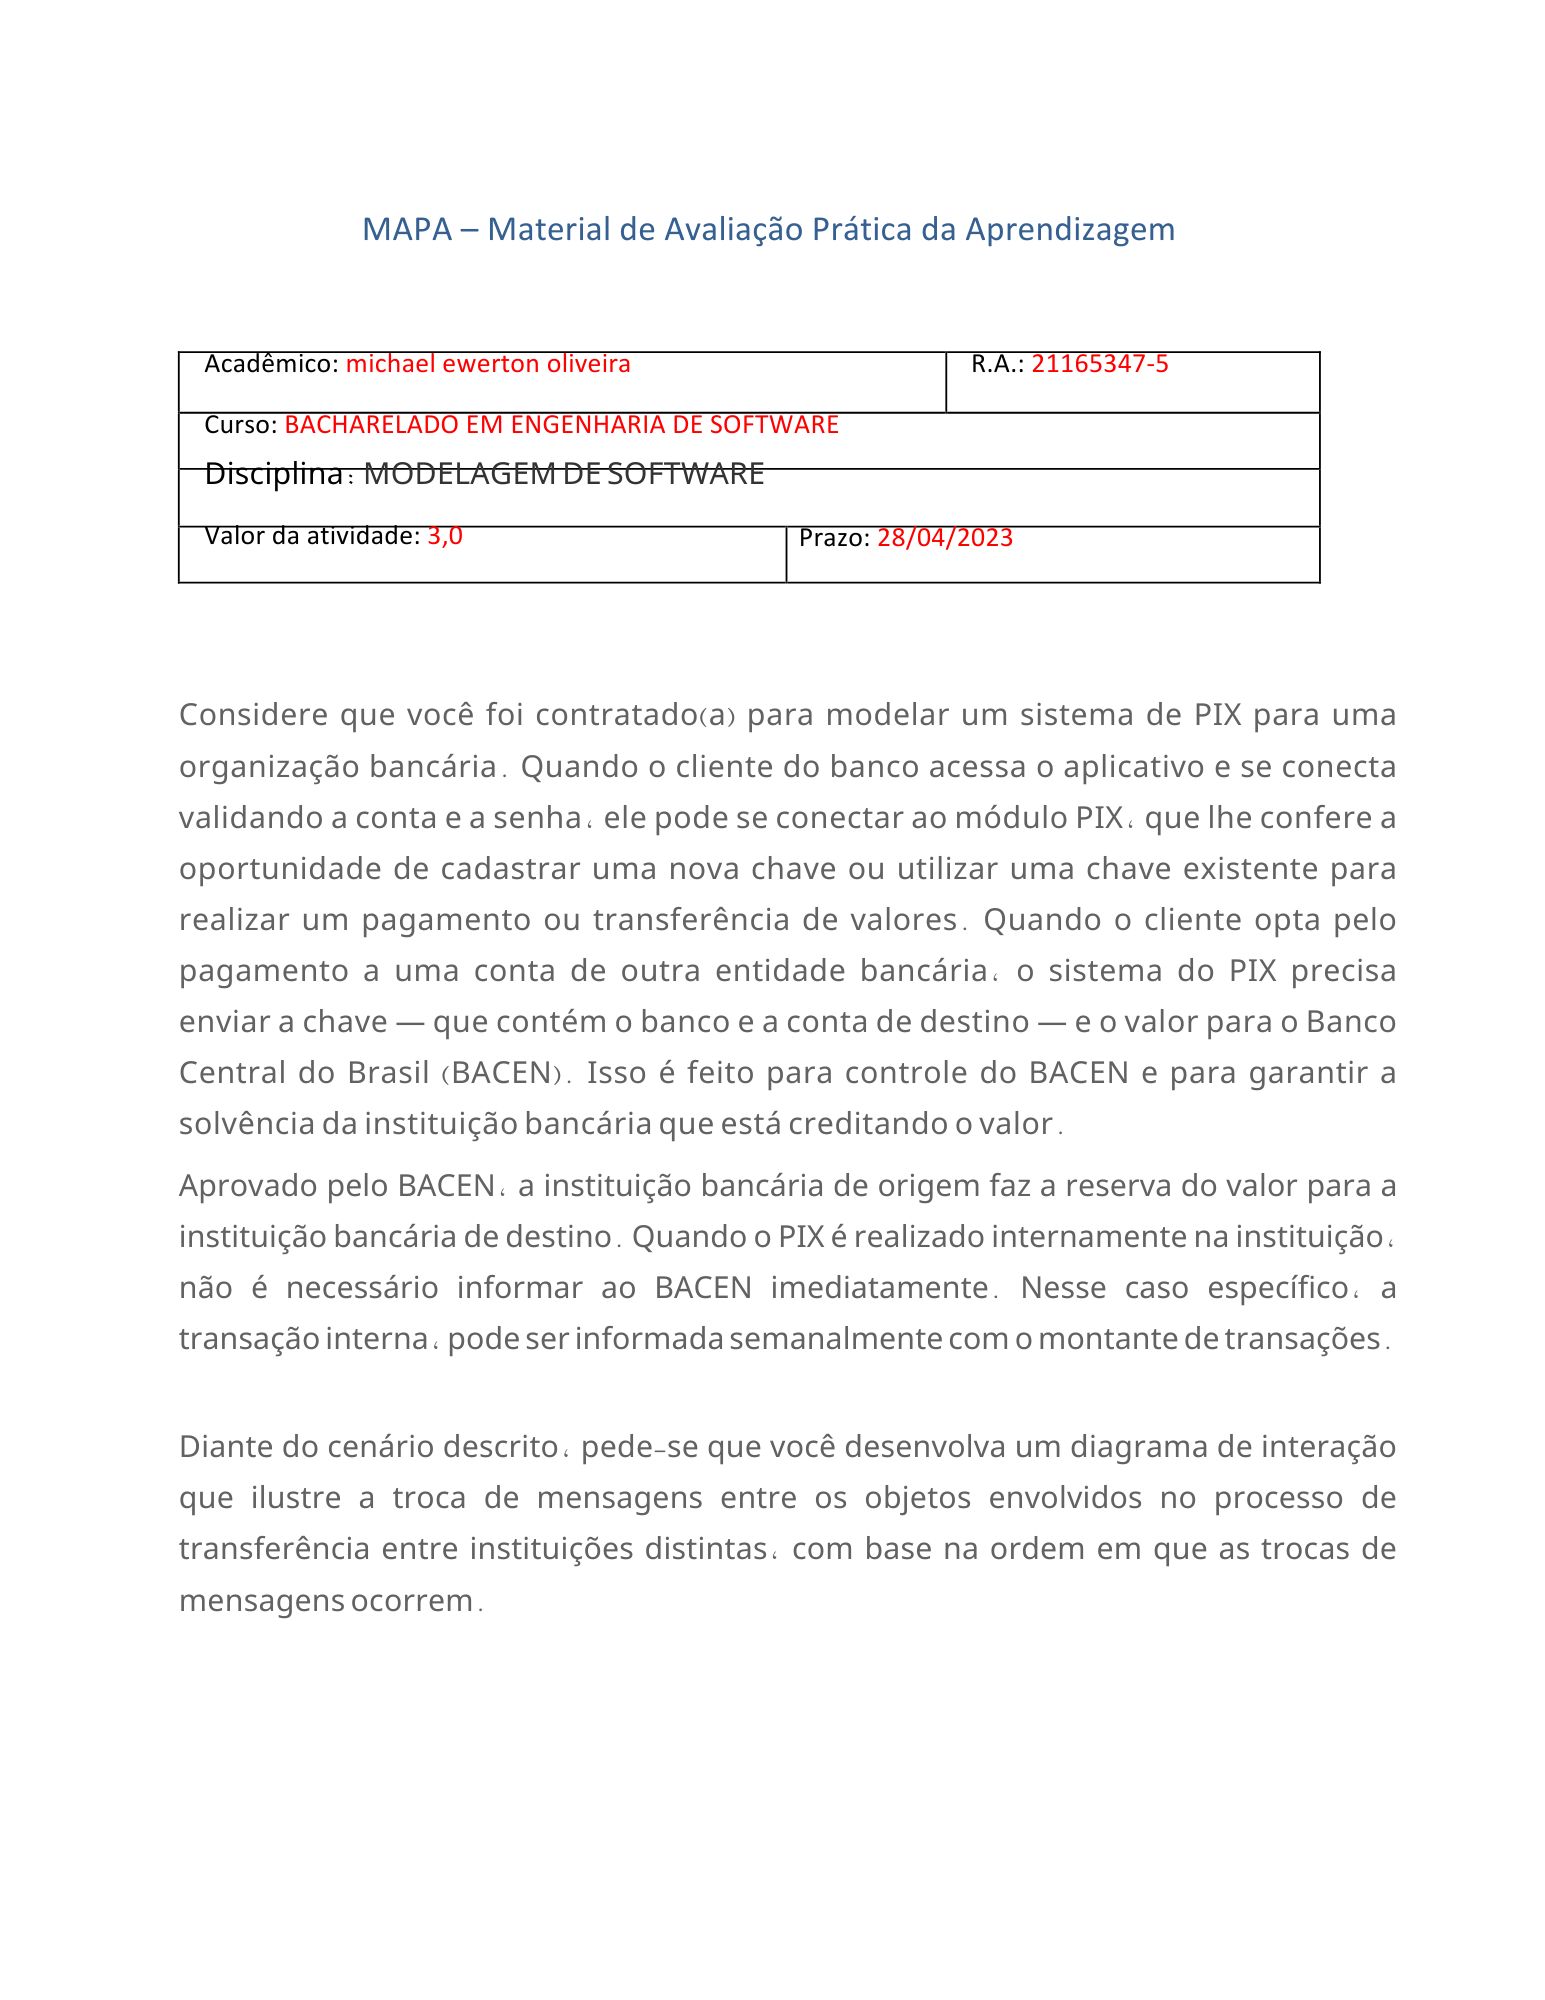 MAPA – Material de Avaliação Prática da Aprendizagem
Acadêmico: michael ewerton oliveira R.A.: 21165347-5
Curso: BACHARELADO EM ENGENHARIA DE SOFTWARE
Disciplina: MODELAGEM DE SOFTWARE
Valor da atividade: 3,0 Prazo: 28/04/2023
Considere que você foi contratado(a) para modelar um sistema de PIX para uma
organização bancária. Quando o cliente do banco acessa o aplicativo e se conecta
validando a conta e a senha, ele pode se conectar ao módulo PIX, que lhe confere a
oportunidade de cadastrar uma nova chave ou utilizar uma chave existente para
realizar um pagamento ou transferência de valores. Quando o cliente opta pelo
pagamento a uma conta de outra entidade bancária, o sistema do PIX precisa
enviar a chave — que contém o banco e a conta de destino — e o valor para o Banco
Central do Brasil (BACEN). Isso é feito para controle do BACEN e para garantir a
solvência da instituição bancária que está creditando o valor.
Aprovado pelo BACEN, a instituição bancária de origem faz a reserva do valor para a
instituição bancária de destino. Quando o PIX é realizado internamente na instituição,
não é necessário informar ao BACEN imediatamente. Nesse caso específico, a
transação interna, pode ser informada semanalmente com o montante de transações.
Diante do cenário descrito, pede-se que você desenvolva um diagrama de interação
que ilustre a troca de mensagens entre os objetos envolvidos no processo de
transferência entre instituições distintas, com base na ordem em que as trocas de
mensagens ocorrem.